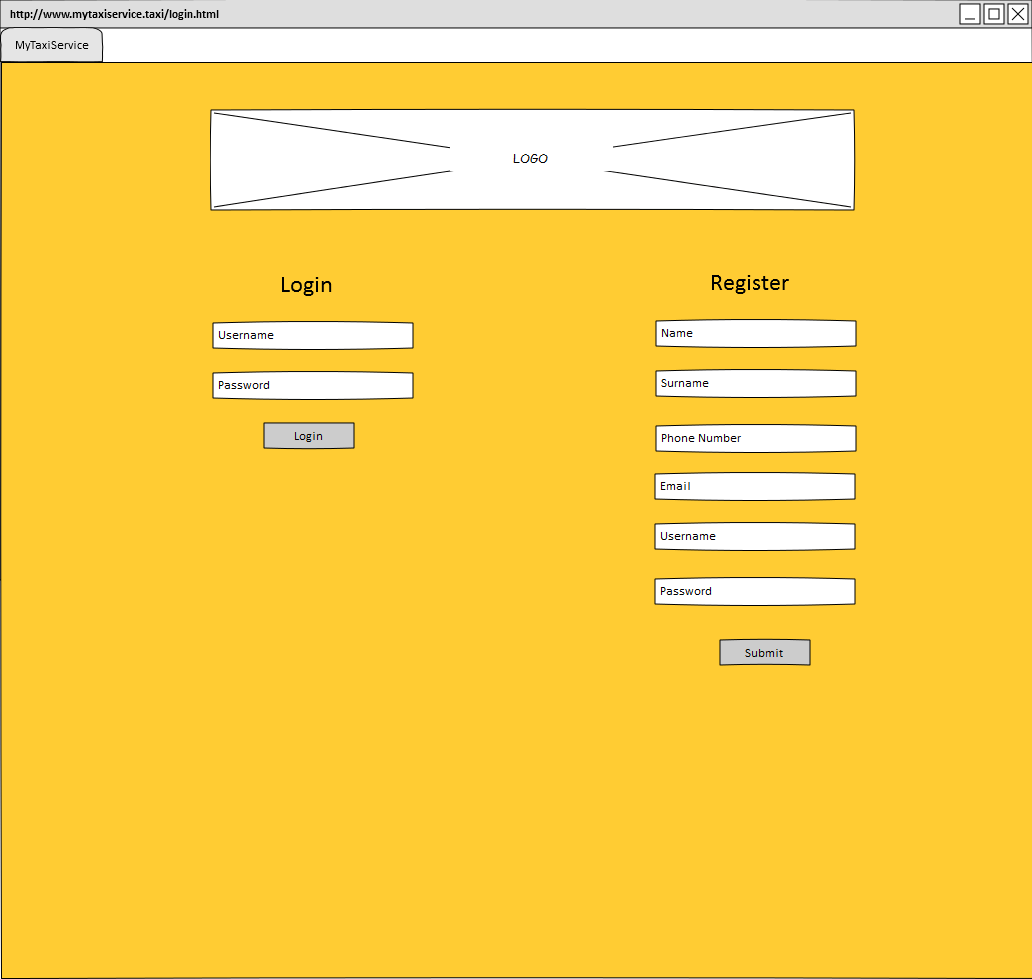 http://www.mytaxiservice.taxi/login.html
MyTaxiService
LOGO
Login
Username
Password
Login
Register
Name
Surname
Phone Number
Email
Username
Password
Submit